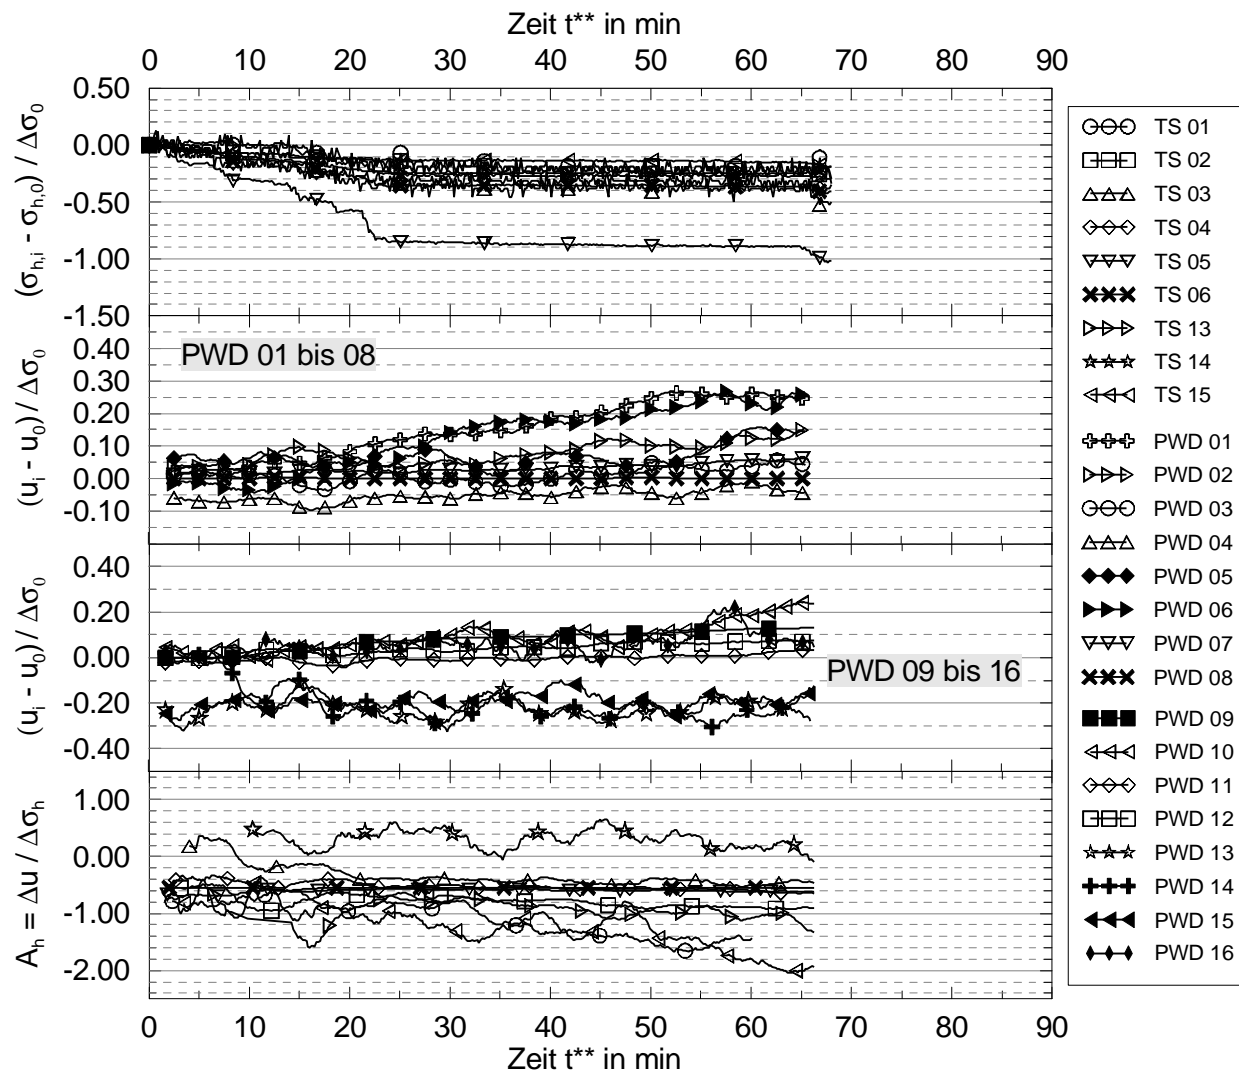 Zeit t** in min
0 10 20 30 40 50 60 70 80 90
(σh,i - σh,0) / Δσ0
0.50
0.00
-0.50
-1.00
-1.50
(ui - u0) / Δσ0
PWD 01 bis 08
0.40
0.30
0.20
0.10
0.00
-0.10
(ui - u0) / Δσ0
0.40
0.20
0.00
-0.20
-0.40
PWD 09 bis 16
Ah = Δu / Δσh
1.00
0.00
-1.00
-2.00
0 10 20 30 40 50 60 70 80 90
Zeit t** in min
TS 01
TS 02
TS 03
TS 04
TS 05
TS 06
TS 13
TS 14
TS 15
PWD 01
PWD 02
PWD 03
PWD 04
PWD 05
PWD 06
PWD 07
PWD 08
PWD 09
PWD 10
PWD 11
PWD 12
PWD 13
PWD 14
PWD 15
PWD 16